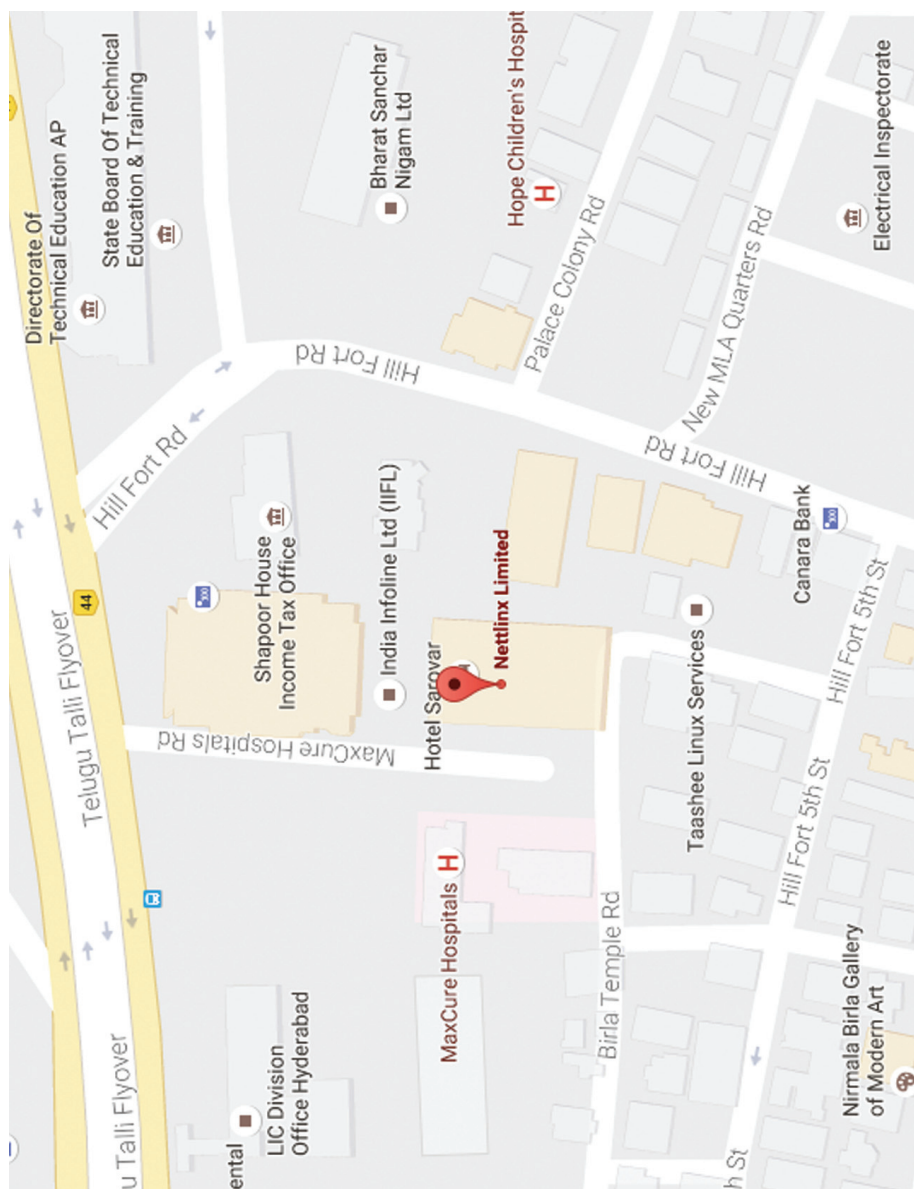 Directorate Of
Technical Education AP
State Board Of Technical
Education & Training
Bharat Sanchar
Nigam Ltd
Hope Children's Hospit
Electrical Inspectorate
Palace Colony Rd
New MLA Quarters Rd
Hill Fort Rd
Hill Fort Rd
Hill Fort Rd
44
Telugu Talli Flyover
Shapoor House
Income Tax Office
India Infoline Ltd (IIFL)
Hotel Sarovar
Nettlinx Limited
Canara Bank
Taashee Linux Services
Hill Fort 5th St
Hill Fort 5th St
MaxCure Hospitals Rd
H
H
MaxCure Hospitals
Birla Temple Rd
Nirmala Birla Gallery
of Modern Art
LIC Division
Office Hyderabad
ental
u Talli Flyover
h St